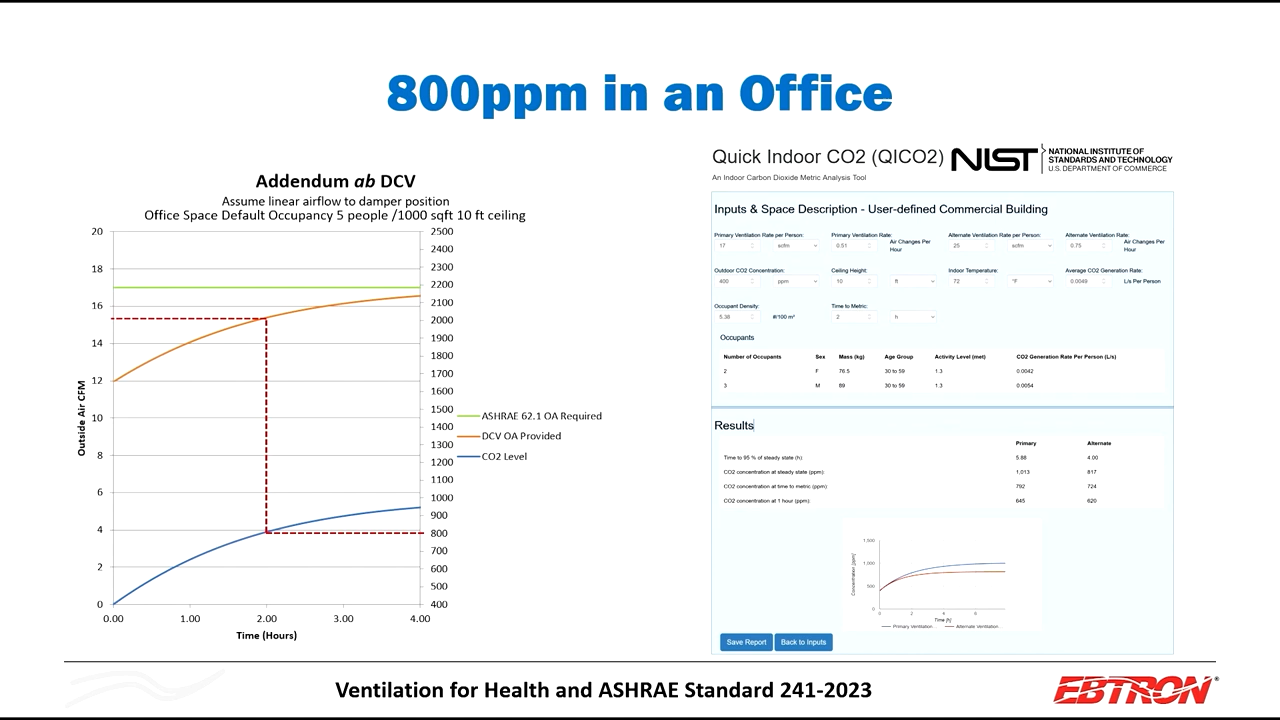 800ppm in an Office
Addendum ab DCV
Assume linear airflow to damper position
Office Space Default Occupancy 5 people /1000 sqft 10 ft ceiling
20
18
16
14
12
10
8
6
4
2
0
Outside Air CFM
2500
2400
2300
2200
2100
2000
1900
1800
1700
1600
1500
1400
1300
1200
1100
1000
900
800
700
600
500
400
0.00 1.00 2.00 3.00 4.00
Time (Hours)
ASHRAE 62.1 OA Required
DCV OA Provided
CO2 Level
Quick Indoor CO2 (QICO2)
An Indoor Carbon Dioxide Metric Analysis Tool
NIST
NATIONAL INSTITUTE OF
STANDARDS AND TECHNOLOGY
U.S. DEPARTMENT OF COMMERCE
Inputs & Space Description - User-defined Commercial Building
Primary Ventilation Rate per Person: Primary Ventilation Rate: Alternate Ventilation Rate per Person: Alternate Ventilation Rate:
17 scfm 0.51 Air Changes Per Hour 25 scfm 0.75 Air Changes Per Hour
Outdoor CO2 Concentration: Ceiling Height: Indoor Temperature: Average CO2 Generation Rate:
400 ppm 10 ft 72 °F 0.0049 L/s Per Person
Occupant Density: Time to Metric:
5.38 #/100 m² 2 h
Occupants
Number of Occupants Sex Mass (kg) Age Group Activity Level (met) CO2 Generation Rate Per Person (L/s)
2 F 76.5 30 to 59 1.3 0.0042
3 M 89 30 to 59 1.3 0.0054
Results
Primary Alternate
Time to 95 % of steady state (h): 5.88 4.00
CO2 concentration at steady state (ppm): 1,013 817
CO2 concentration at time to metric (ppm): 792 724
CO2 concentration at 1 hour (ppm): 645 620
1,500
1,000
500
0
Concentration [ppm]
0 2 4 6
Time [h]
Primary Ventilation... Alternate Ventilation...
Save Report Back to Inputs
Ventilation for Health and ASHRAE Standard 241-2023
EBTRON®